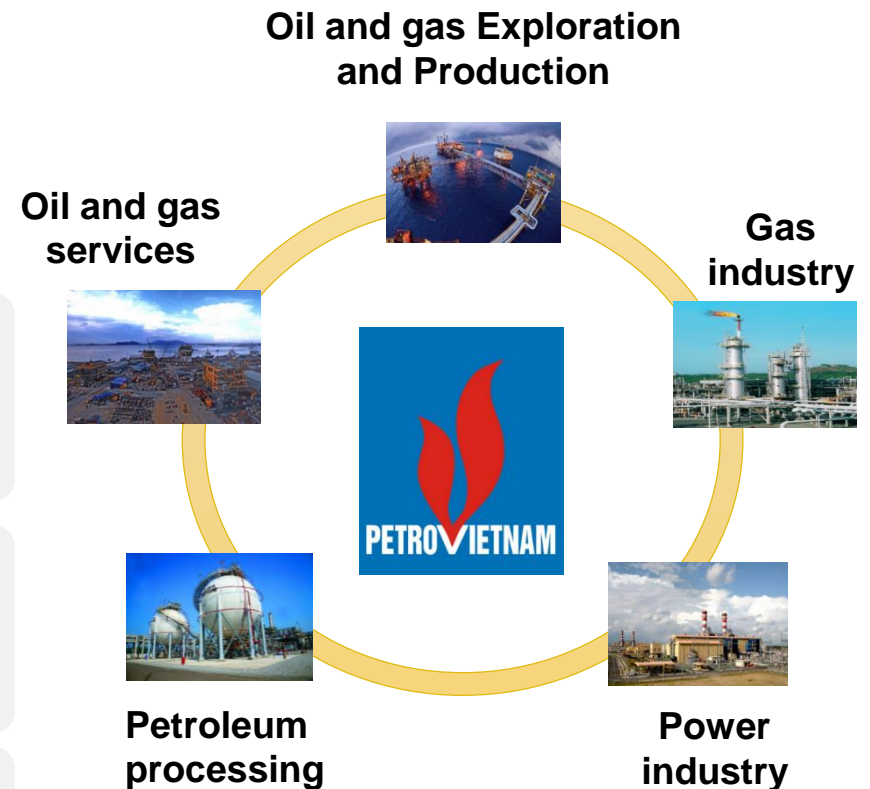 Oil and gas Exploration
and Production
Oil and gas
services
Gas
industry
PETROVIETNAM
Petroleum
processing
Power
industry